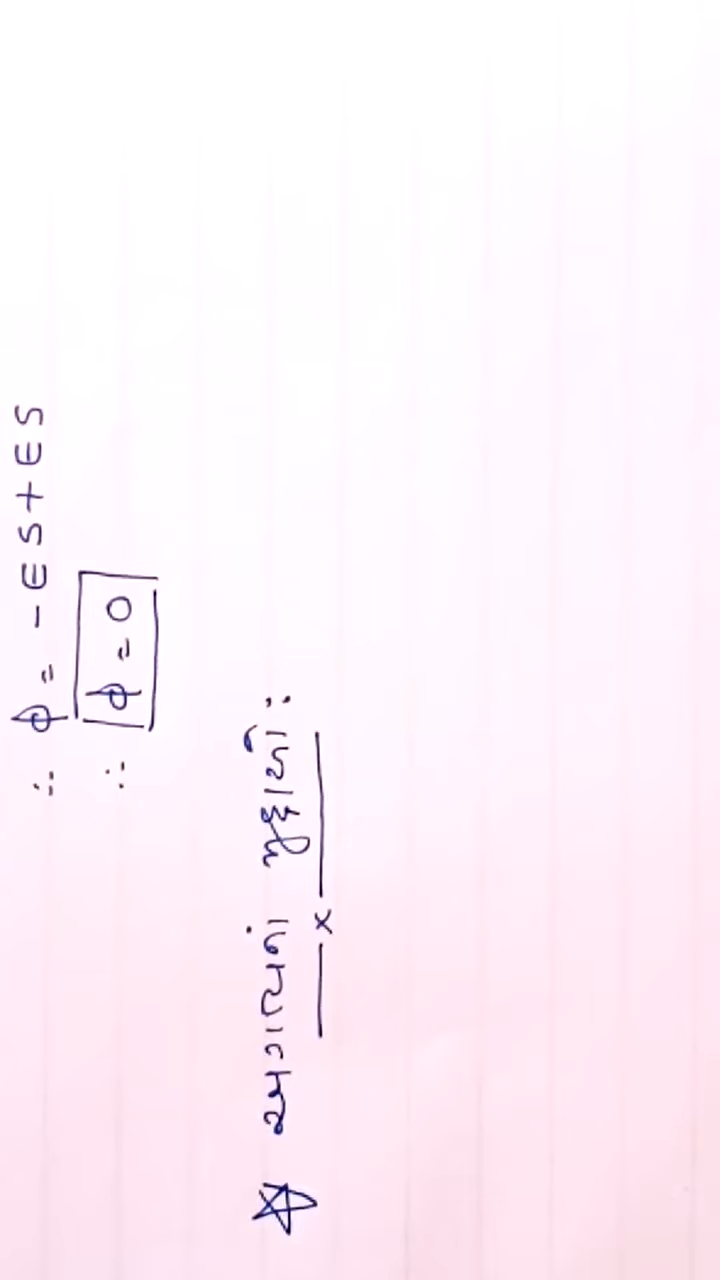 ∴ ϕ = - ES + ES
∴ ϕ = 0
☆ અગત્યનાં મુદ્દાઓ :